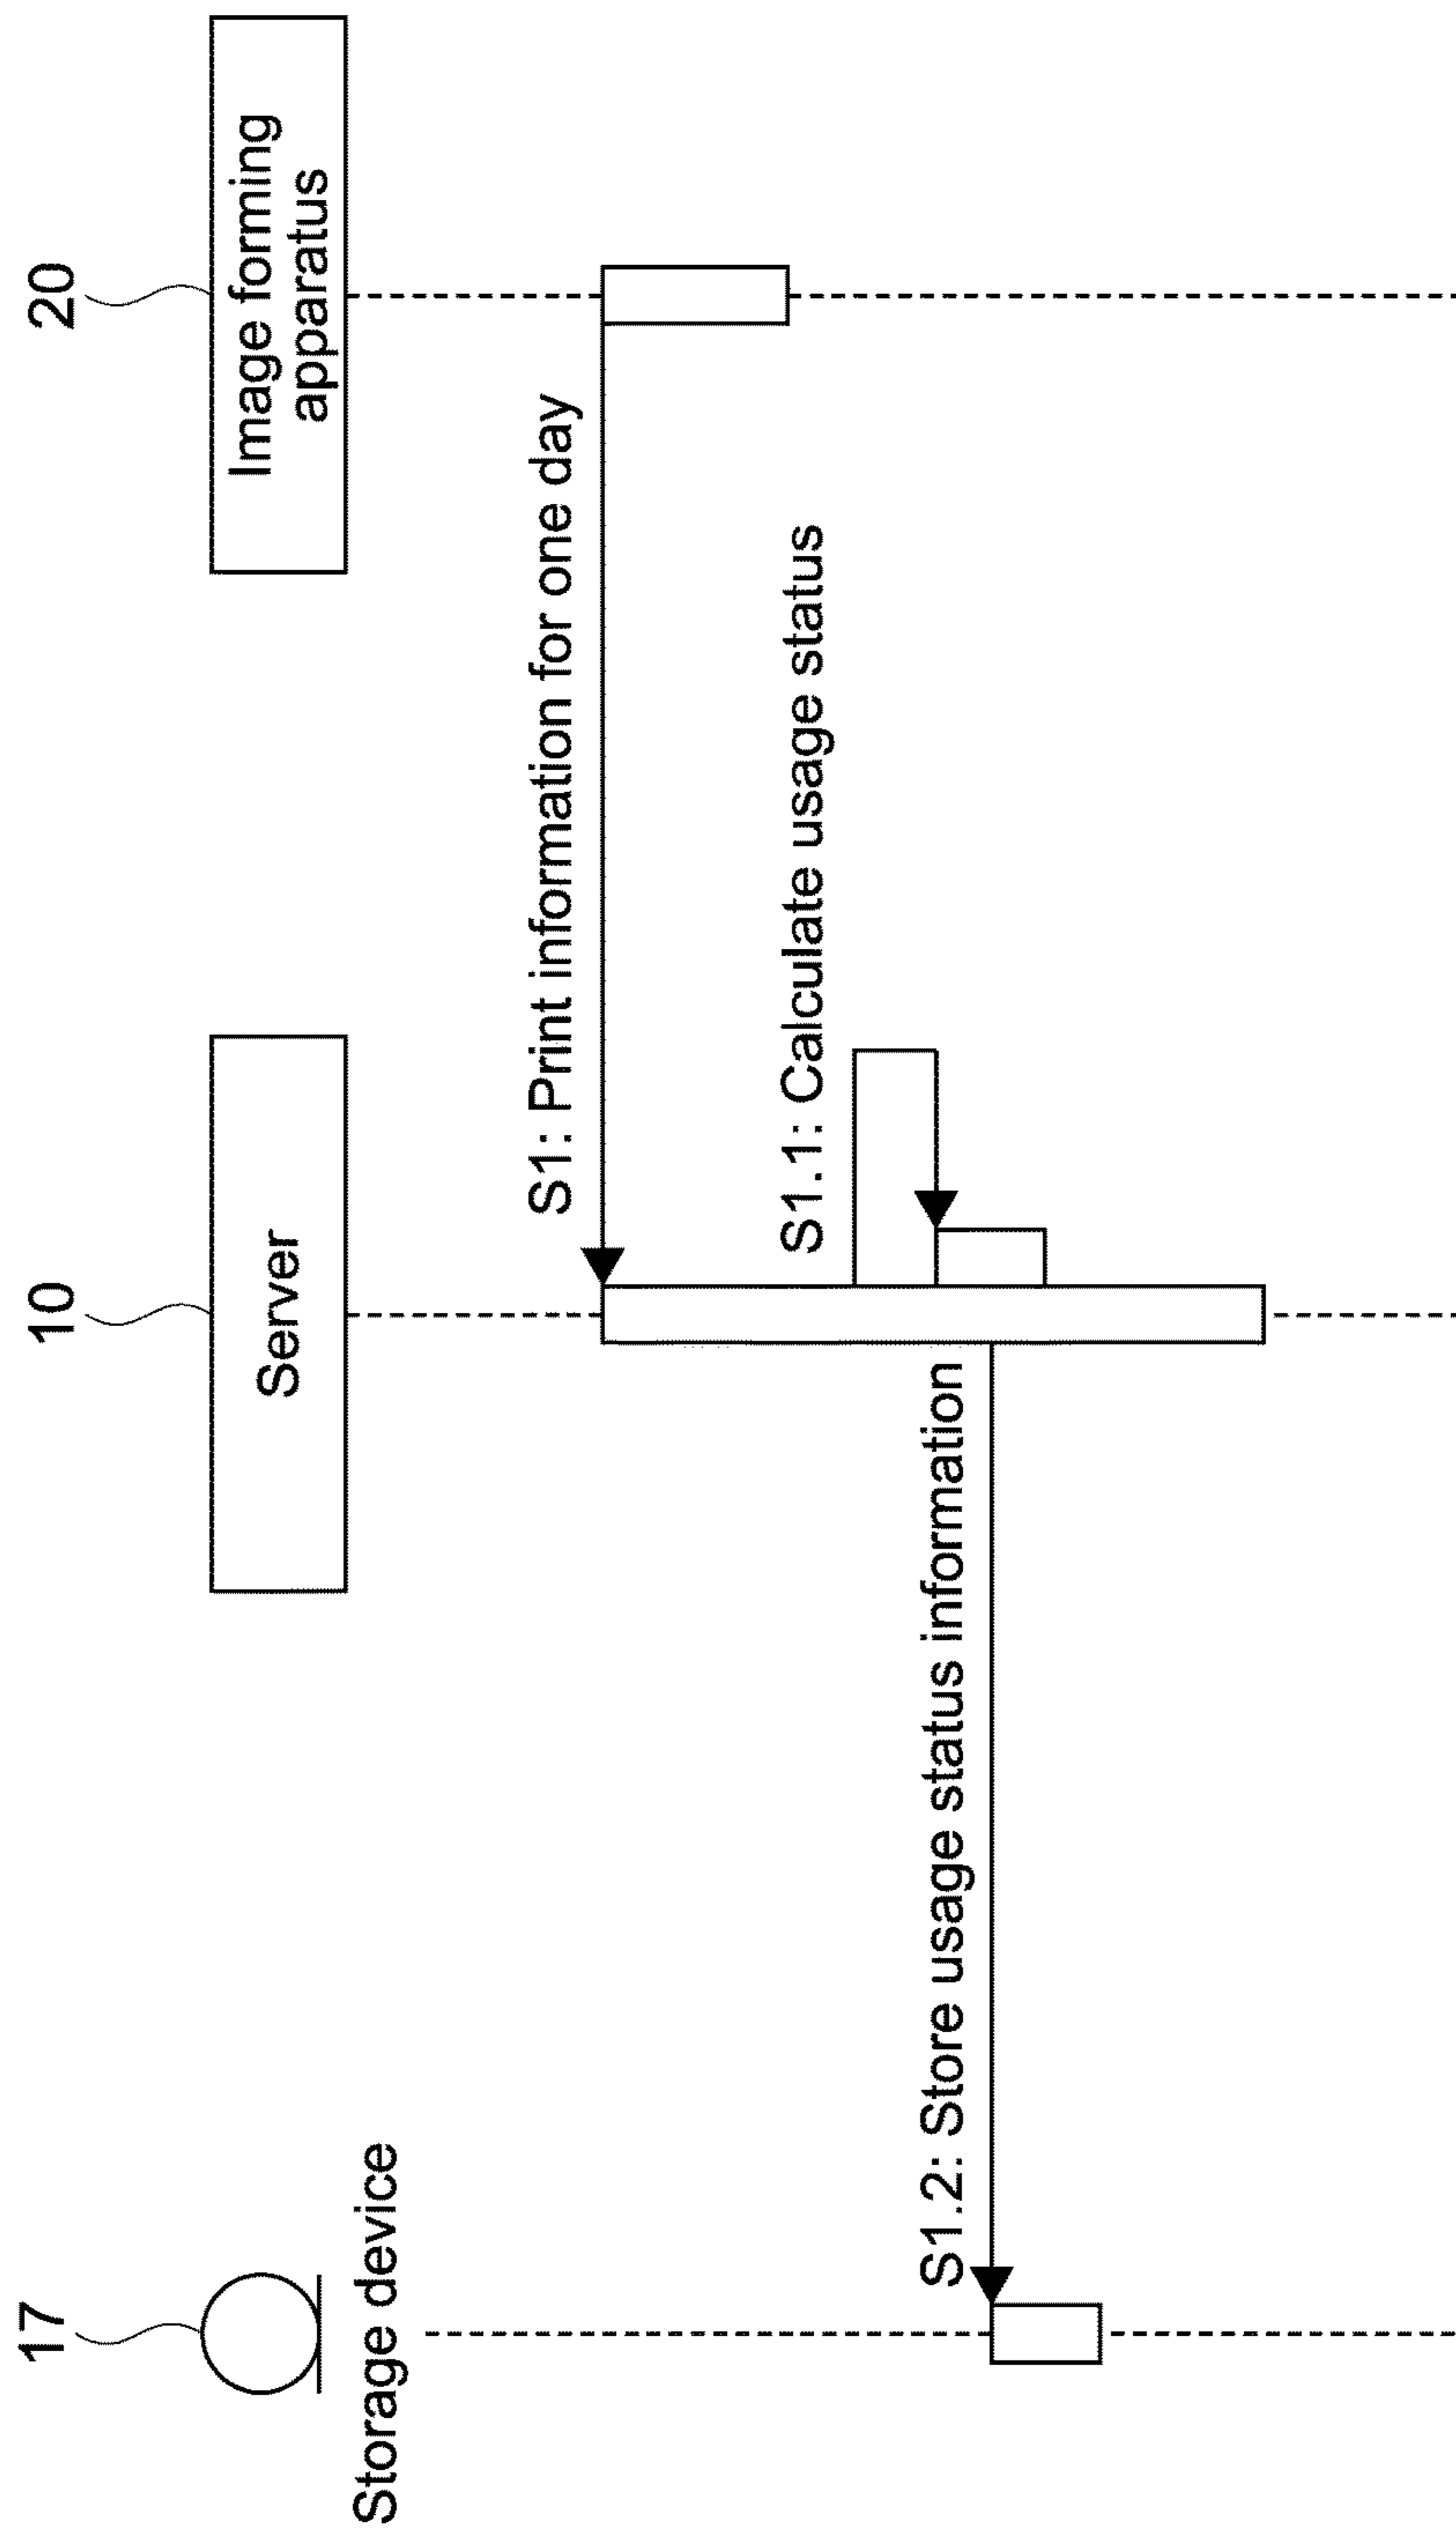 17
10
20
Storage device
Server
Image forming
apparatus
S1: Print information for one day
S1.1: Calculate usage status
S1.2: Store usage status information